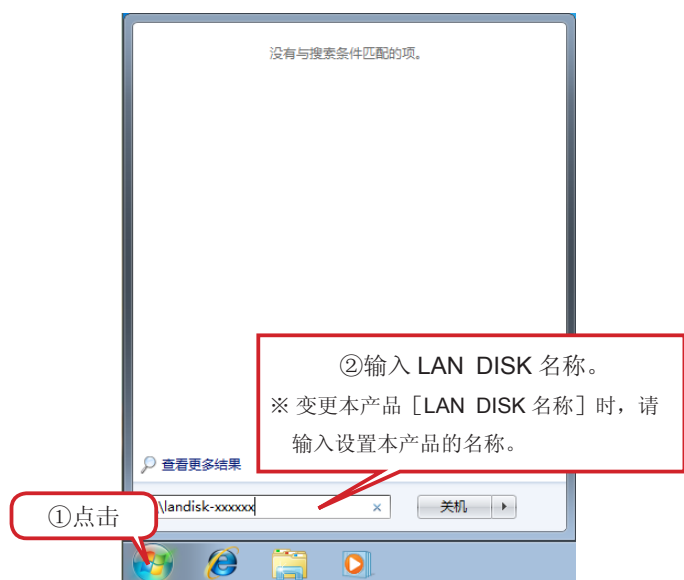 没有与搜索条件匹配的项。
②输入 LAN DISK 名称。
※ 变更本产品［LAN DISK 名称］时，请
输入设置本产品的名称。
查看更多结果
①点击
\landisk-xxxxxx
关机